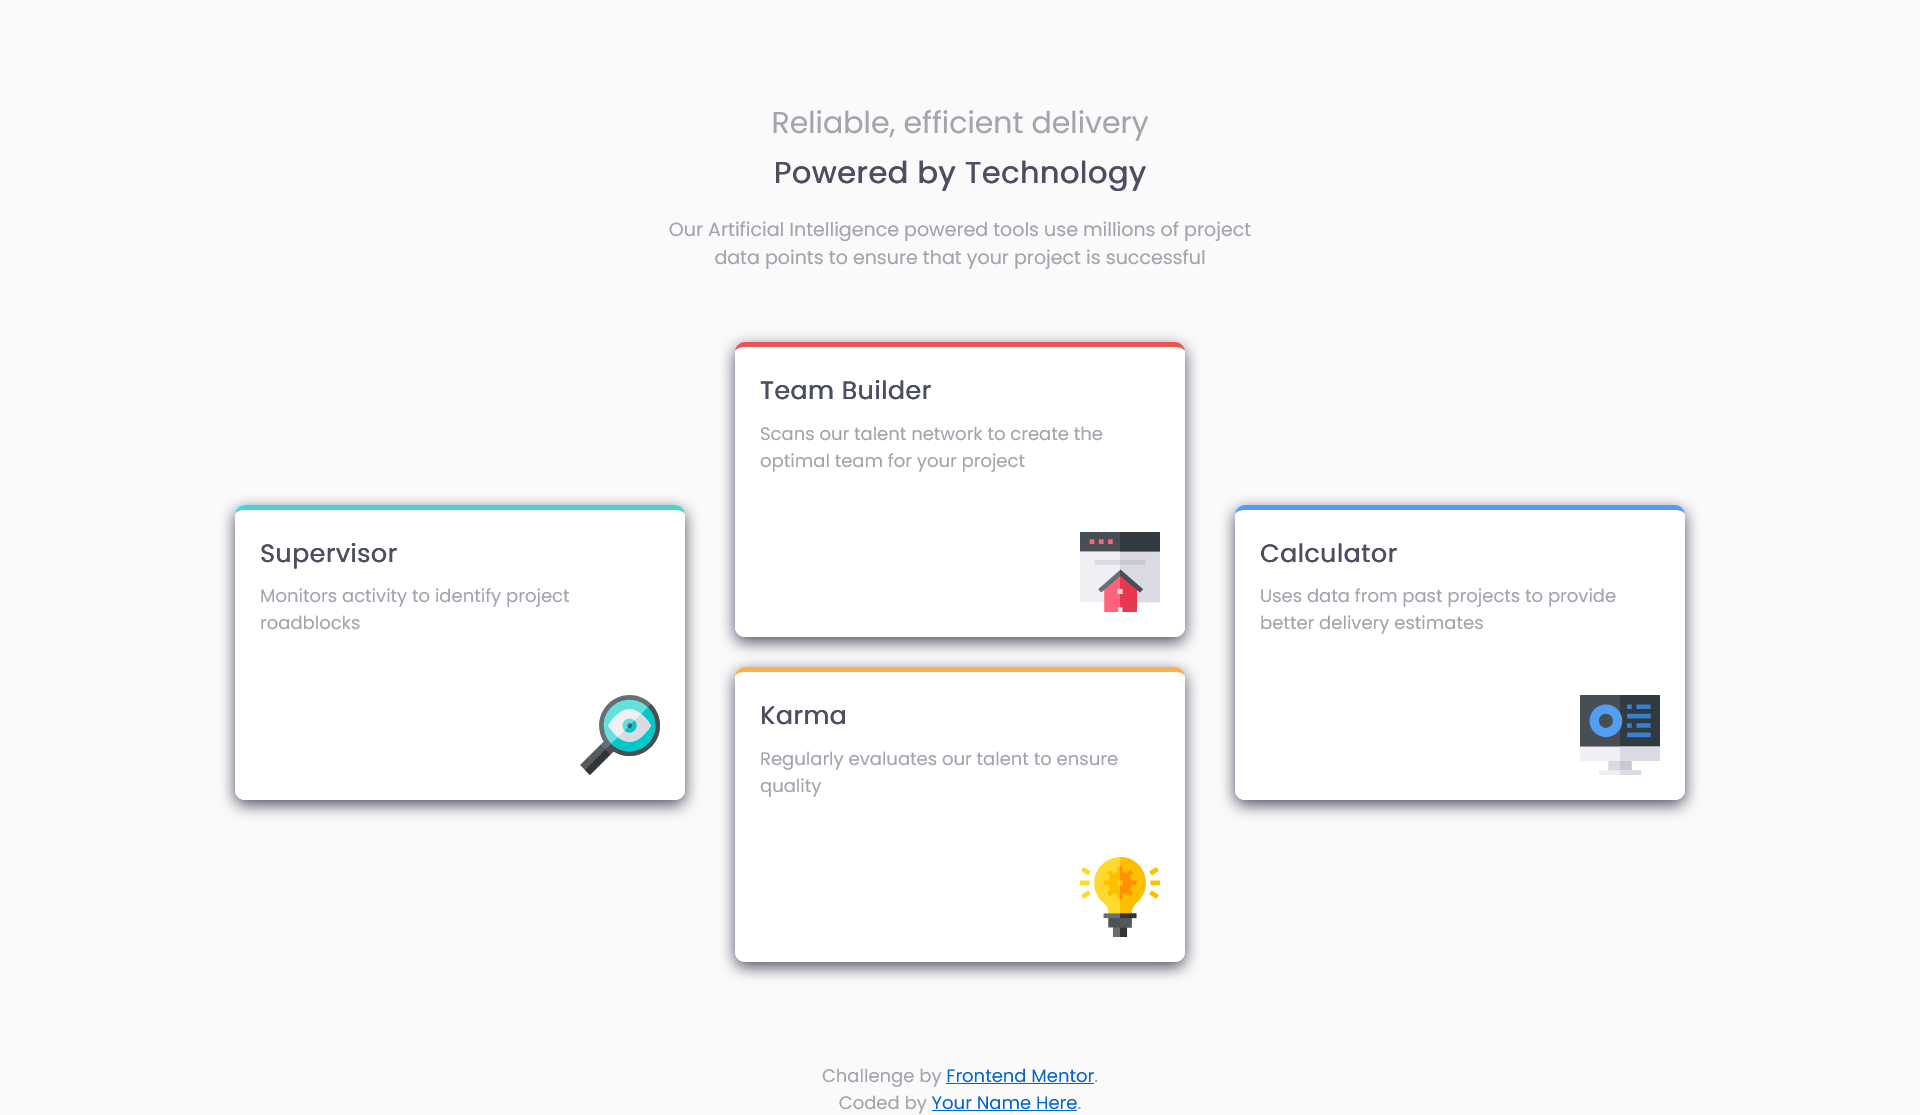 Reliable, efficient delivery
Powered by Technology
Our Artificial Intelligence powered tools use millions of project
data points to ensure that your project is successful
Supervisor
Monitors activity to identify project
roadblocks
Team Builder
Scans our talent network to create the
optimal team for your project
Karma
Regularly evaluates our talent to ensure
quality
Calculator
Uses data from past projects to provide
better delivery estimates
Challenge by Frontend Mentor.
Coded by Your Name Here.